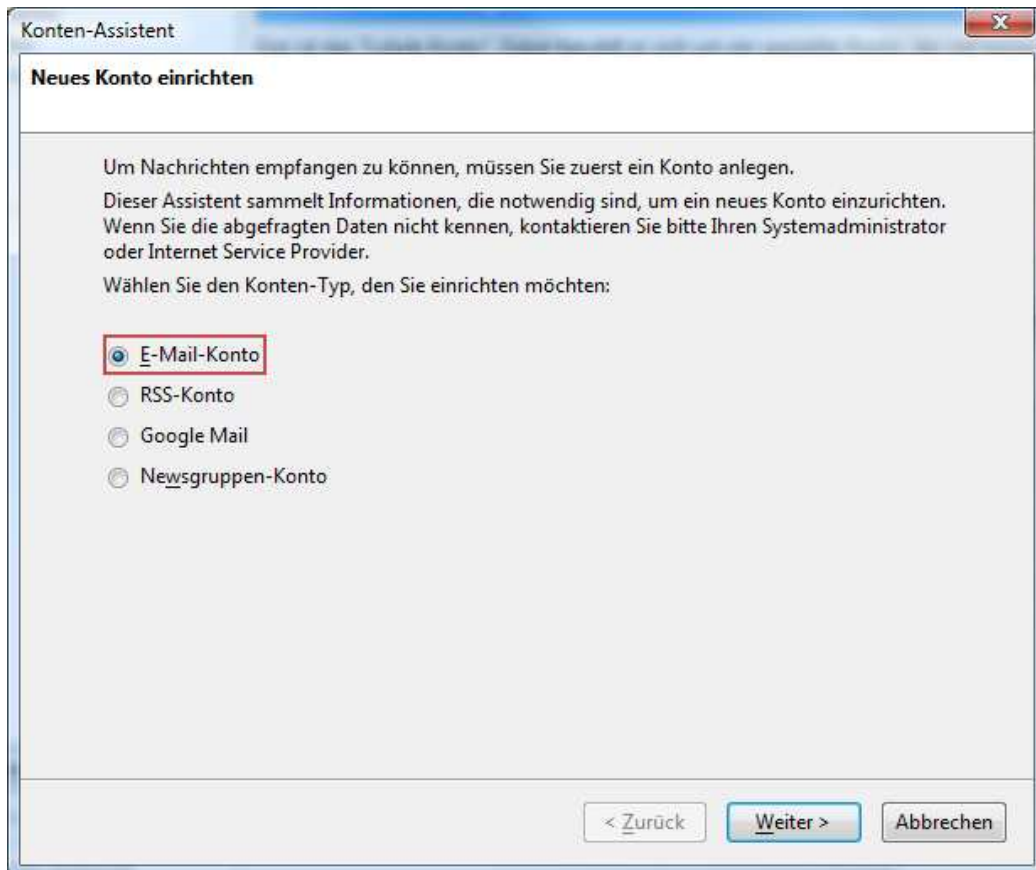 Konten-Assistent
Neues Konto einrichten
Um Nachrichten empfangen zu können, müssen Sie zuerst ein Konto anlegen.
Dieser Assistent sammelt Informationen, die notwendig sind, um ein neues Konto einzurichten.
Wenn Sie die abgefragten Daten nicht kennen, kontaktieren Sie bitte Ihren Systemadministrator
oder Internet Service Provider.
Wählen Sie den Konten-Typ, den Sie einrichten möchten:
E-Mail-Konto
RSS-Konto
Google Mail
Newsgruppen-Konto
< Zurück Weiter > Abbrechen